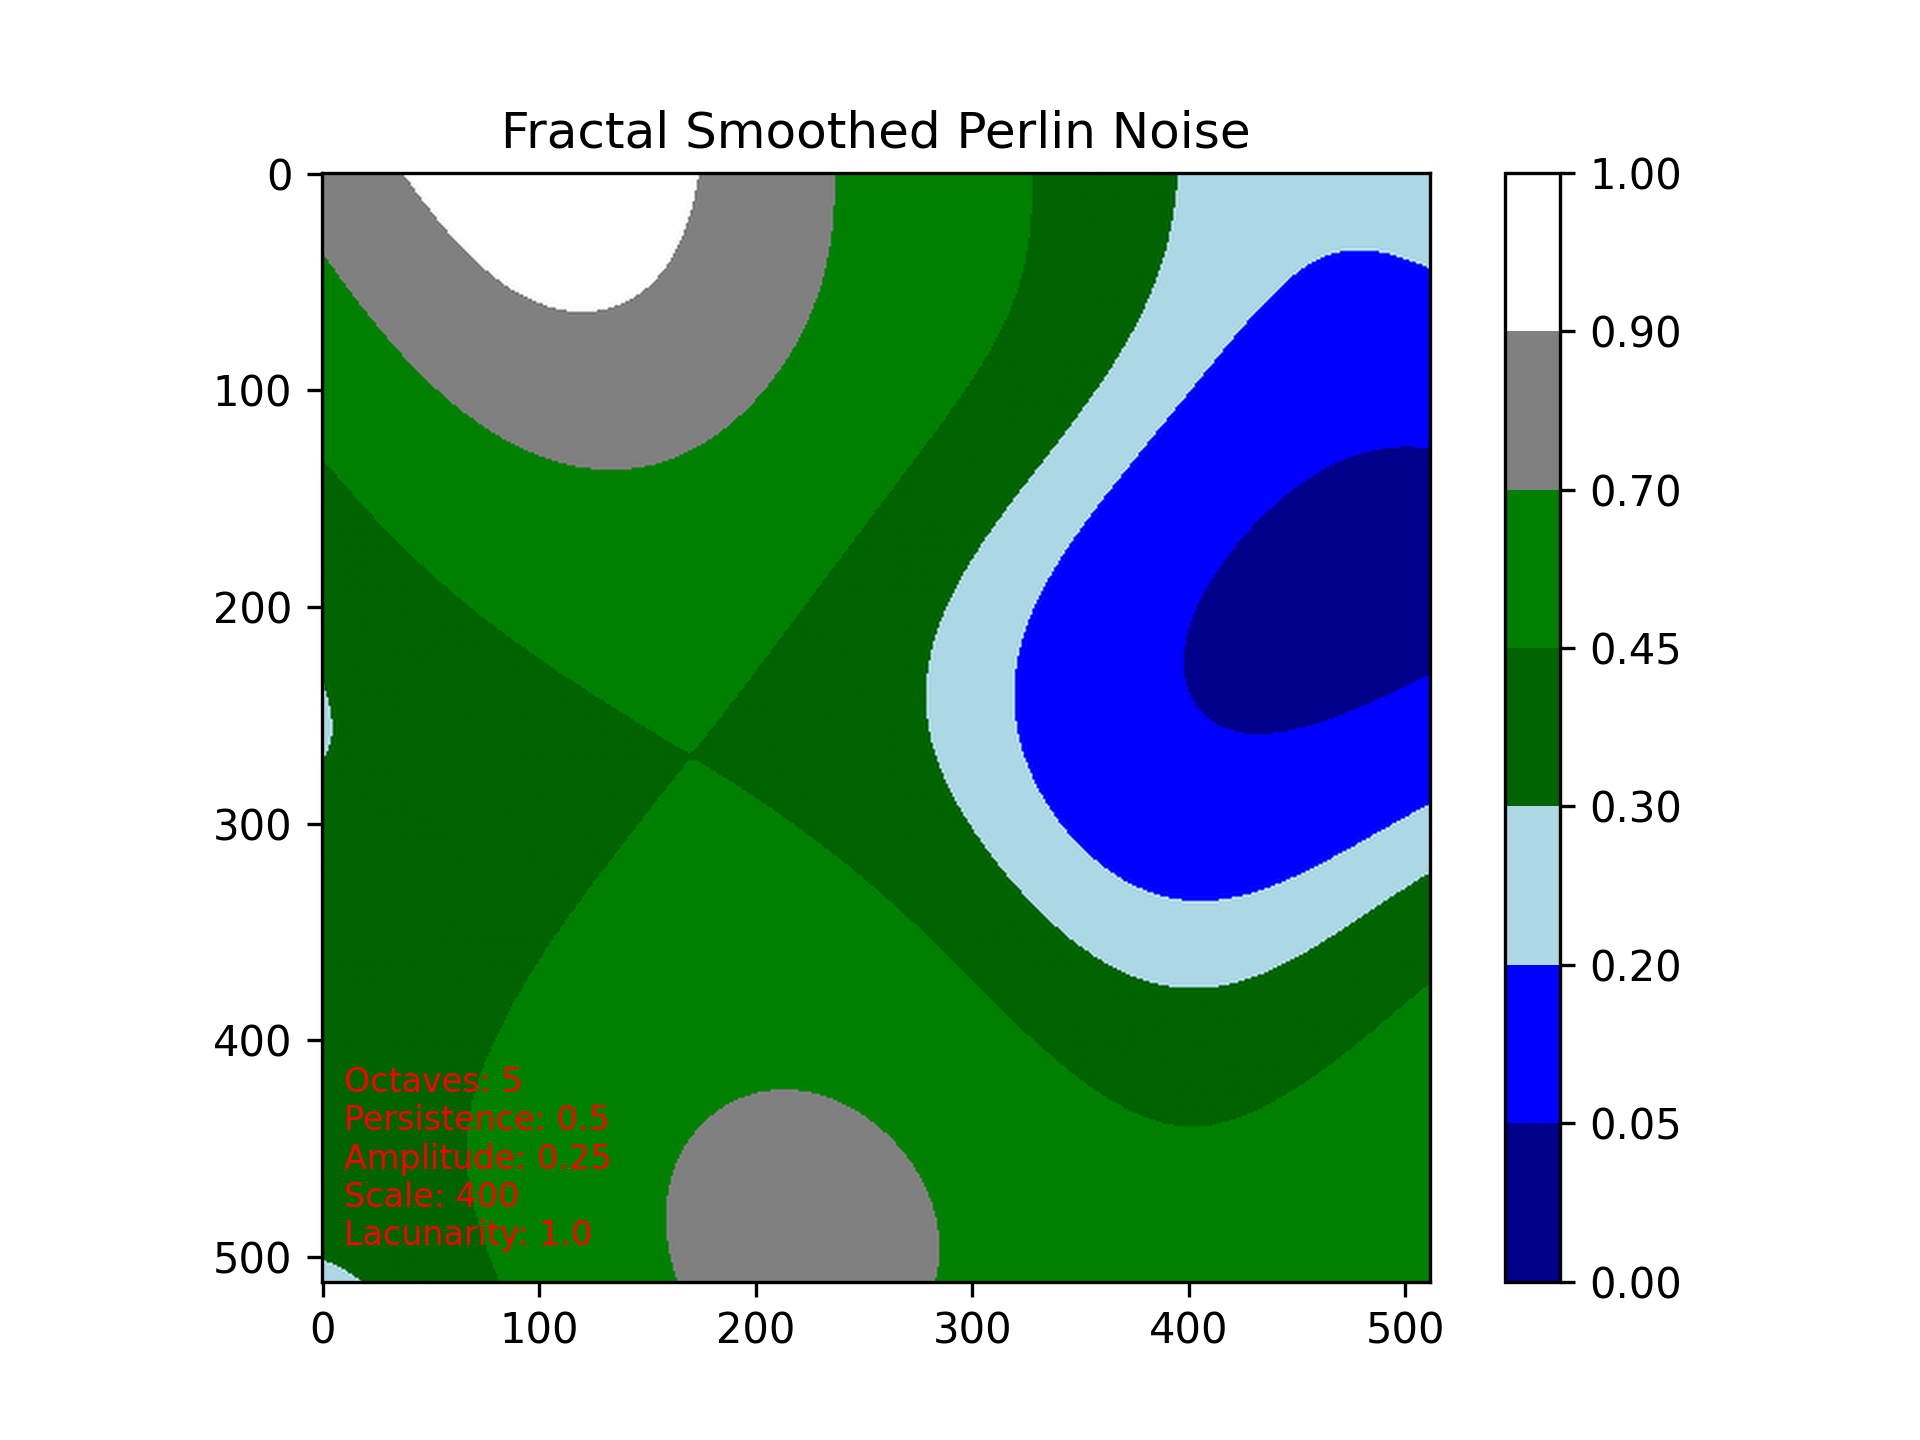 Fractal Smoothed Perlin Noise
0
100
200
300
400
500
Octaves: 5
Persistence: 0.5
Amplitude: 0.25
Scale: 400
Lacunarity: 1.0
0 100 200 300 400 500
1.00
0.90
0.70
0.45
0.30
0.20
0.05
0.00